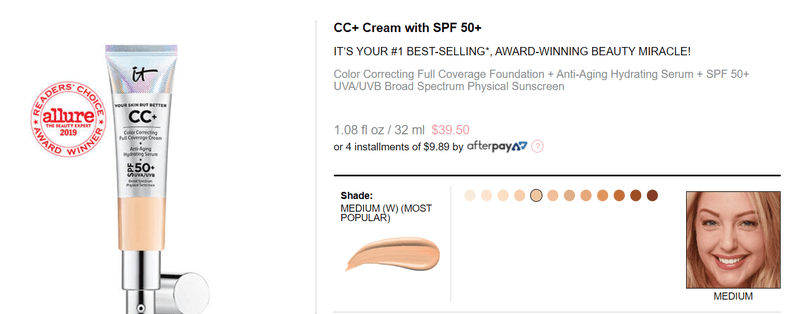 CC+ Cream with SPF 50+
IT'S YOUR #1 BEST-SELLING*, AWARD-WINNING BEAUTY MIRACLE!
Color Correcting Full Coverage Foundation + Anti-Aging Hydrating Serum + SPF 50+
UVA/UVB Broad Spectrum Physical Sunscreen
1.08 fl oz / 32 ml $39.50
or 4 installments of $9.89 by afterpay ?
Shade:
MEDIUM (W) (MOST
POPULAR)
MEDIUM
READERS' CHOICE
allure
THE BEAUTY EXPERT
2019
AWARD WINNER
it
YOUR SKIN BUT BETTER
CC+
Color Correcting
Full Coverage Cream
+
Anti-Aging
Hydrating Serum
+
SPF 50+
UVA/UVB
Broad Spectrum
Physical Sunscreen